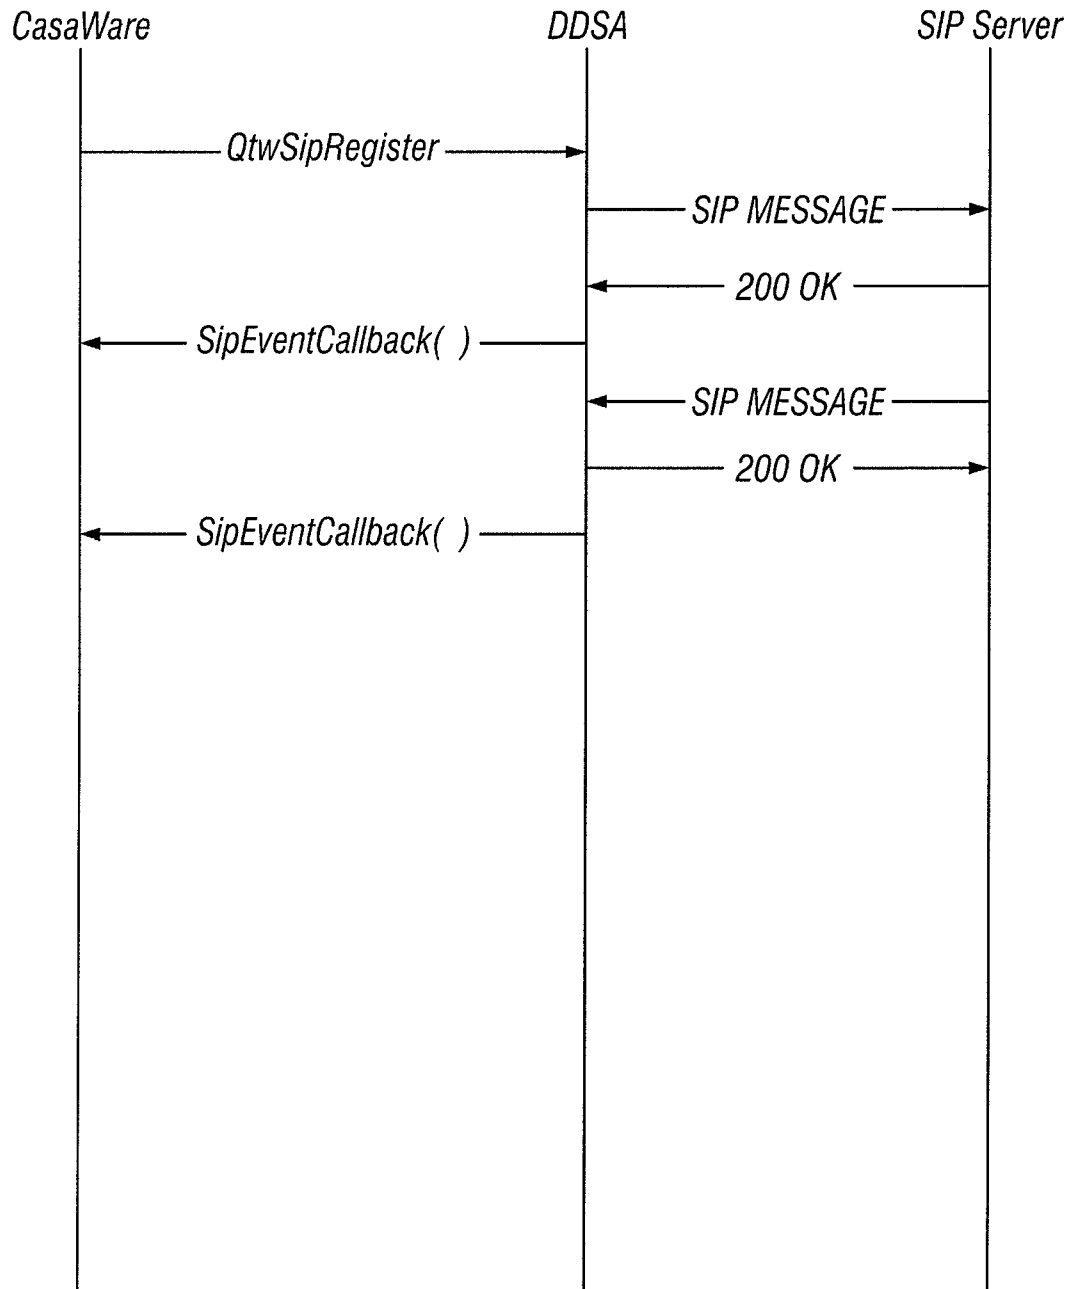 CasaWare DDSA SIP Server
QtwSipRegister
SIP MESSAGE
200 OK
SipEventCallback( )
SIP MESSAGE
200 OK
SipEventCallback( )